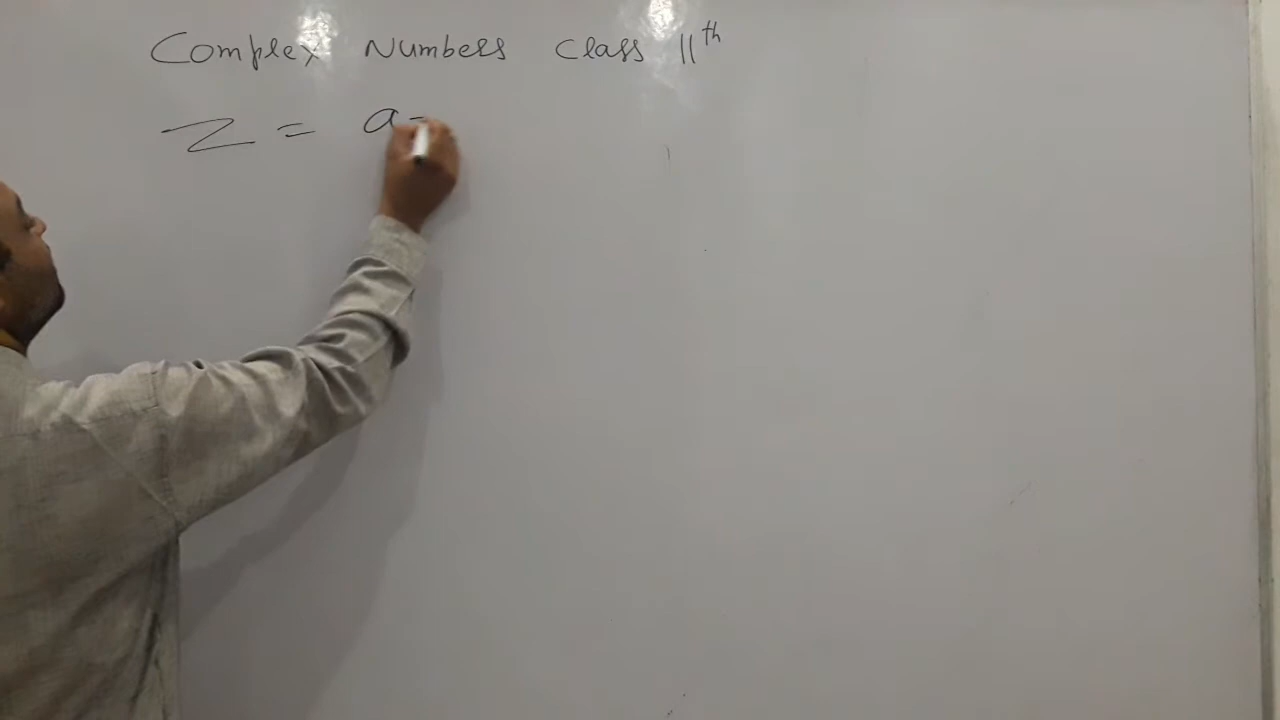 Complex Numbers Class 11th
Z = a